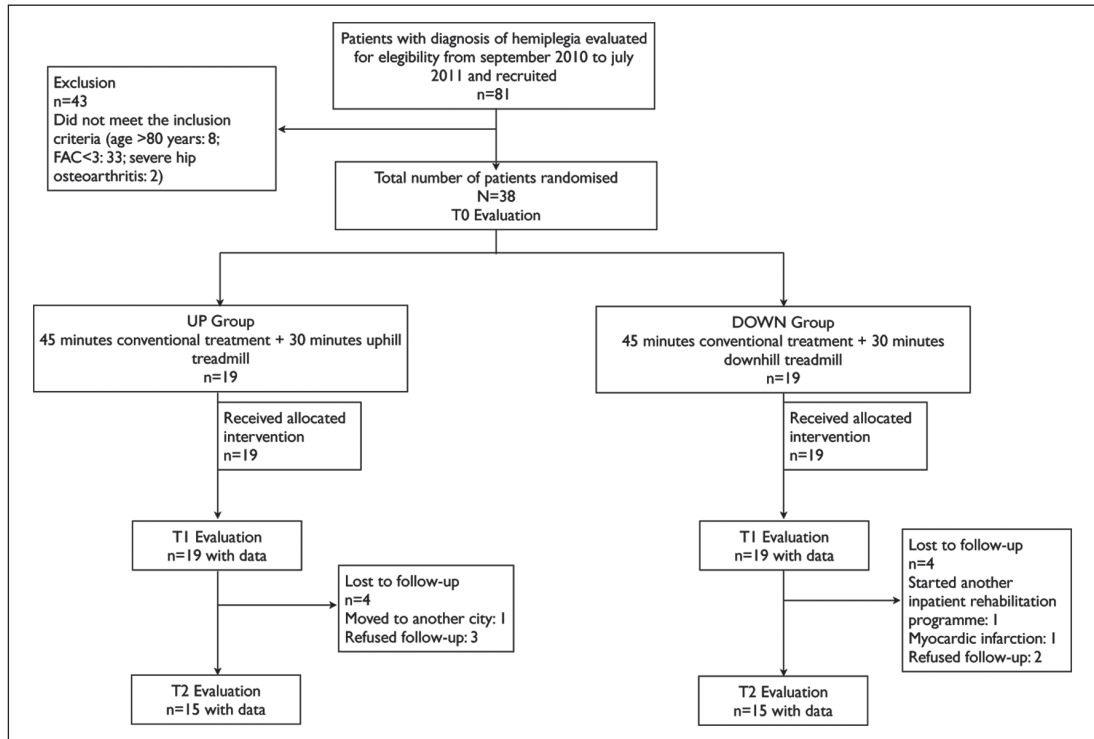 Patients with diagnosis of hemiplegia evaluated
for elegibility from september 2010 to july
2011 and recruited
n=81
Exclusion
n=43
Did not meet the inclusion
criteria (age >80 years: 8;
FAC<3: 33; severe hip
osteoarthritis: 2)
Total number of patients randomised
N=38
T0 Evaluation
UP Group
45 minutes conventional treatment + 30 minutes uphill
treadmill
n=19
DOWN Group
45 minutes conventional treatment + 30 minutes
downhill treadmill
n=19
Received allocated
intervention
n=19
Received allocated
intervention
n=19
T1 Evaluation
n=19 with data
T1 Evaluation
n=19 with data
Lost to follow-up
n=4
Moved to another city: 1
Refused follow-up: 3
Lost to follow-up
n=4
Started another
inpatient rehabilitation
programme: 1
Myocardic infarction: 1
Refused follow-up: 2
T2 Evaluation
n=15 with data
T2 Evaluation
n=15 with data